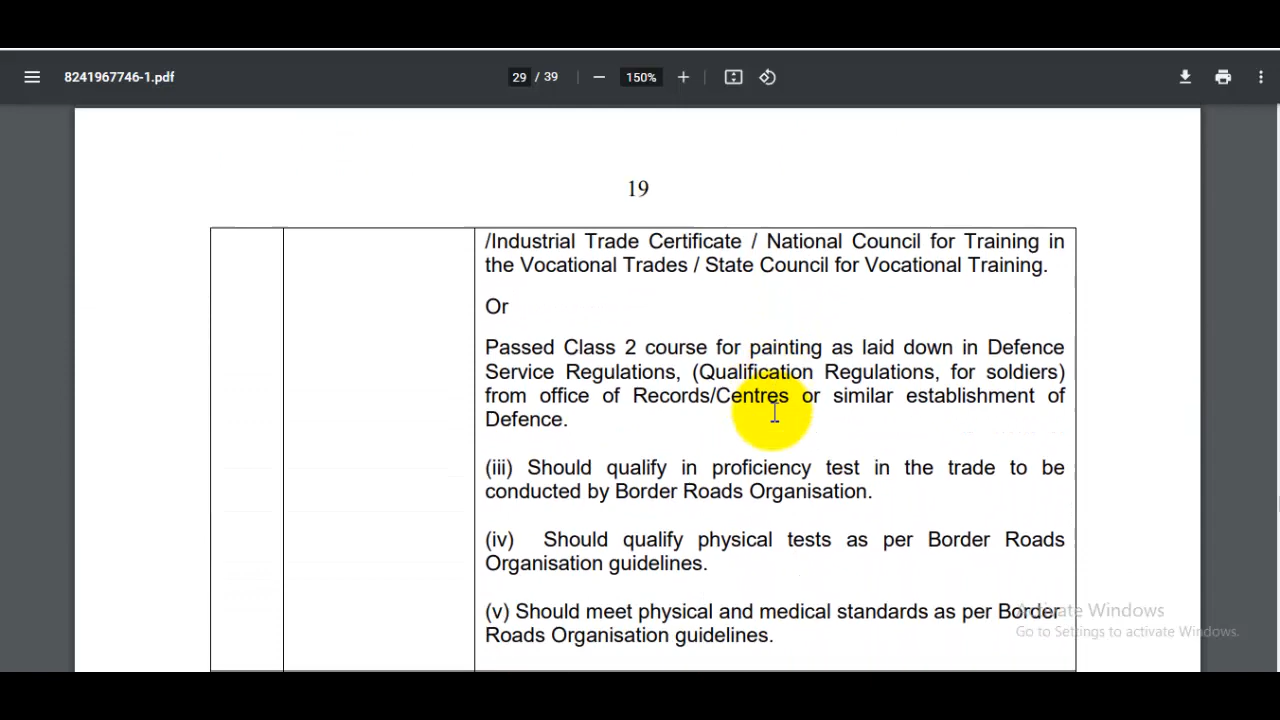 8241967746-1.pdf
29 / 39
150%
19
/Industrial Trade Certificate / National Council for Training in
the Vocational Trades / State Council for Vocational Training.
Or
Passed Class 2 course for painting as laid down in Defence
Service Regulations, (Qualification Regulations, for soldiers)
from office of Records/Centres or similar establishment of
Defence.
(iii) Should qualify in proficiency test in the trade to be
conducted by Border Roads Organisation.
(iv) Should qualify physical tests as per Border Roads
Organisation guidelines.
(v) Should meet physical and medical standards as per Border
Roads Organisation guidelines.
Activate Windows
Go to Settings to activate Windows.